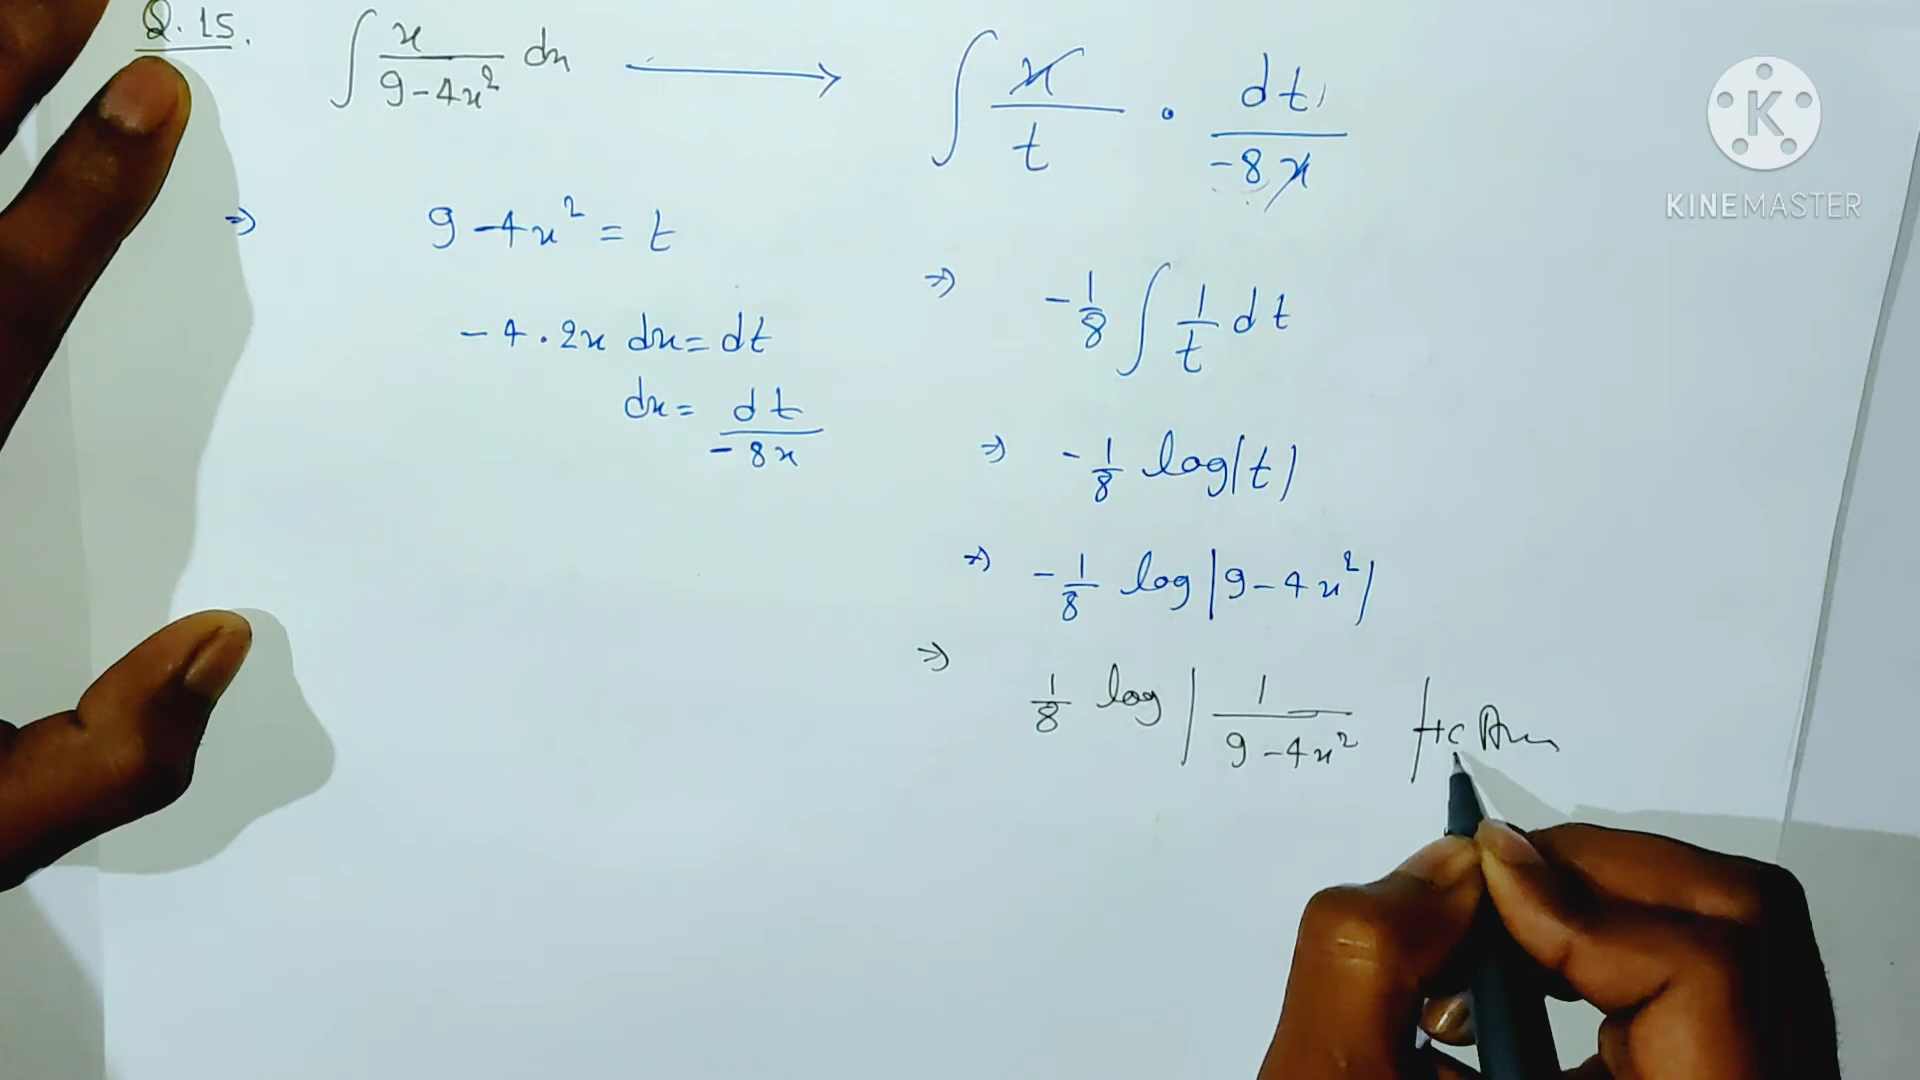 Q. 15. ∫ x/(9-4x²) dx ⟶ ∫ x/t · dt/(-8x)
⇒ 9-4x² = t
-4.2x dx = dt
dx = dt/(-8x)
⇒ -1/8 ∫ 1/t dt
⇒ -1/8 log|t|
⇒ -1/8 log|9-4x²|
⇒ 1/8 log|1/(9-4x²)|+c Ans
K
KINEMASTER